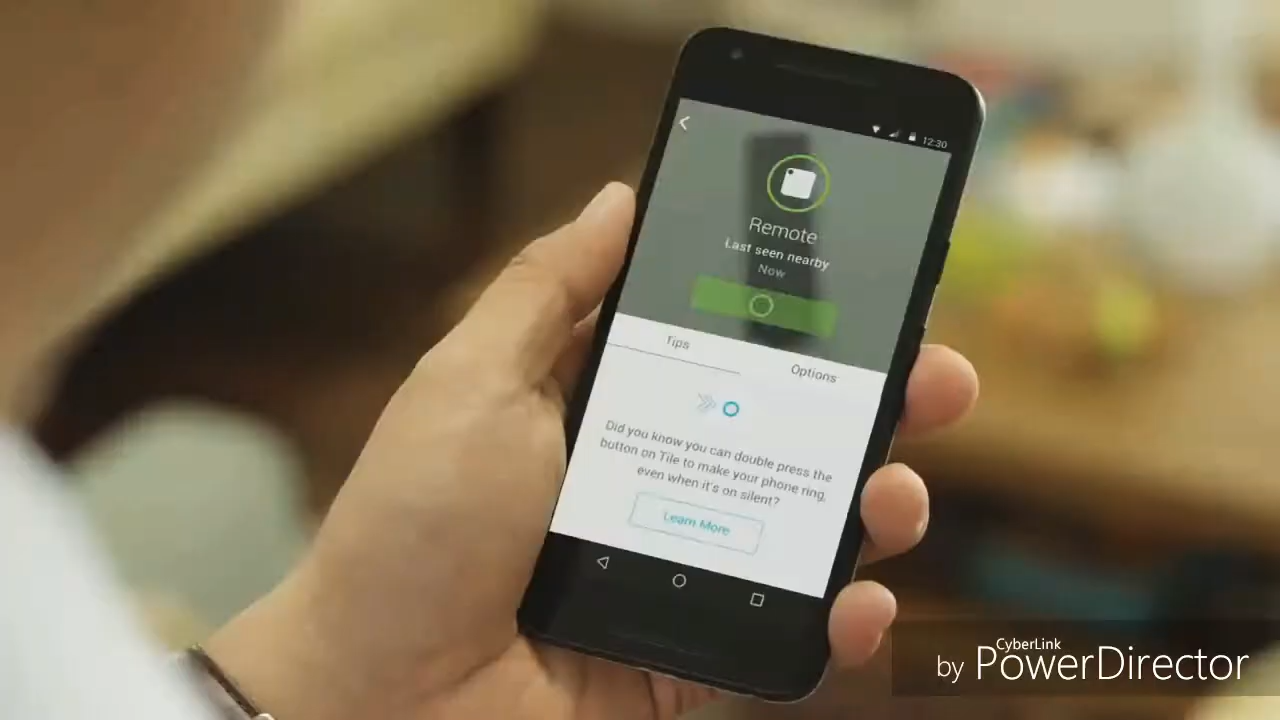 12:30
Remote
Last seen nearby
Now
Tips
Options
Did you know you can double press the
button on Tile to make your phone ring,
even when it's on silent?
Learn More
CyberLink
by PowerDirector